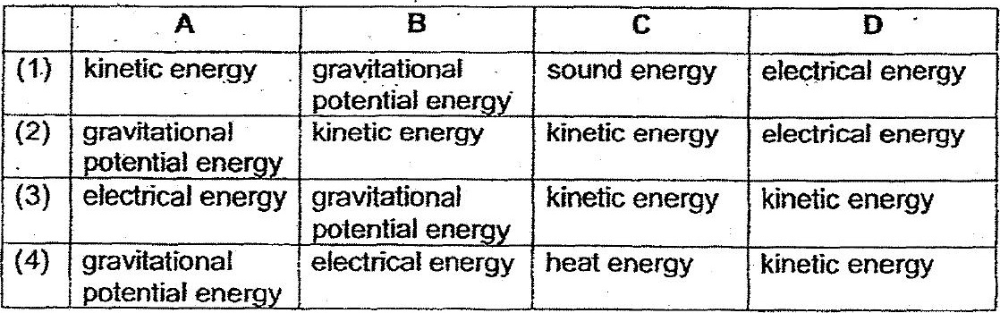 A B C D
(1) kinetic energy gravitational potential energy sound energy electrical energy
(2) gravitational potential energy kinetic energy kinetic energy electrical energy
(3) electrical energy gravitational potential energy kinetic energy kinetic energy
(4) gravitational potential energy electrical energy heat energy kinetic energy